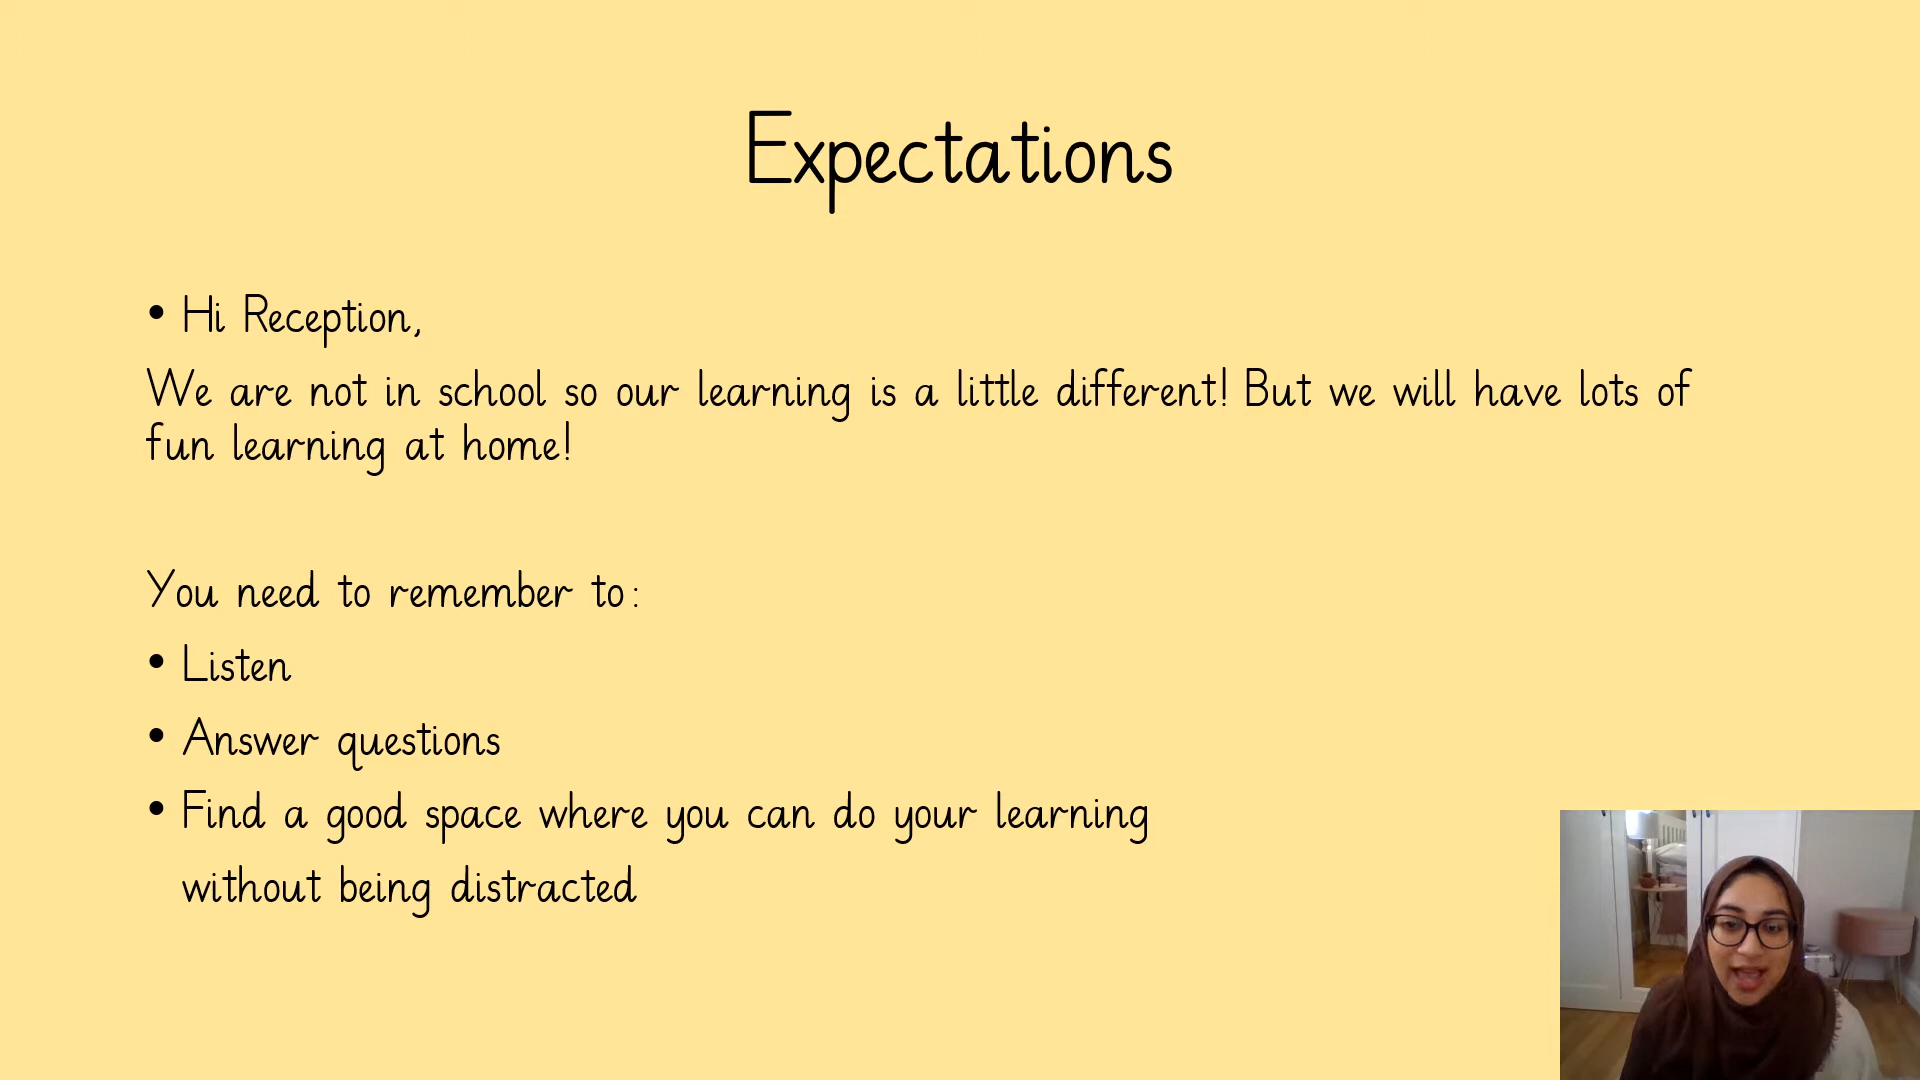 Expectations
• Hi Reception,
We are not in school so our learning is a little different! But we will have lots of
fun learning at home!
You need to remember to:
• Listen
• Answer questions
• Find a good space where you can do your learning
without being distracted